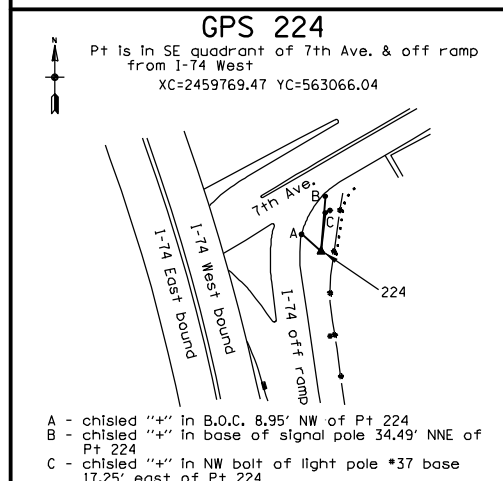 GPS 224
N
Pt is in SE quadrant of 7th Ave. & off ramp
from I-74 West
XC=2459769.47 YC=563066.04
7th Ave.
B
C
A
I-74 East bound
I-74 West bound
I-74 off ramp
224
A - chisled "+" in B.O.C. 8.95' NW of Pt 224
B - chisled "+" in base of signal pole 34.49' NNE of
Pt 224
C - chisled "+" in NW bolt of light pole #37 base
17.25' east of Pt 224